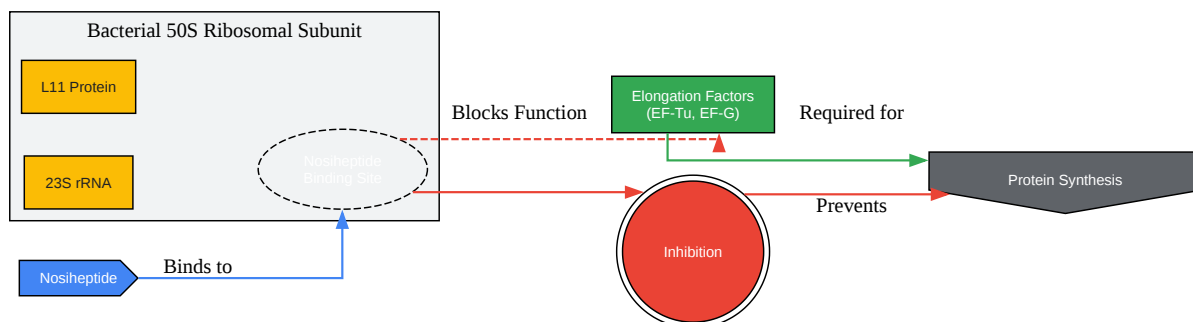 Bacterial 50S Ribosomal Subunit
L11 Protein
23S rRNA
Nosiheptide
Binding Site
Nosiheptide
Binds to
Blocks Function
Elongation Factors
(EF-Tu, EF-G)
Required for
Protein Synthesis
Prevents
Inhibition